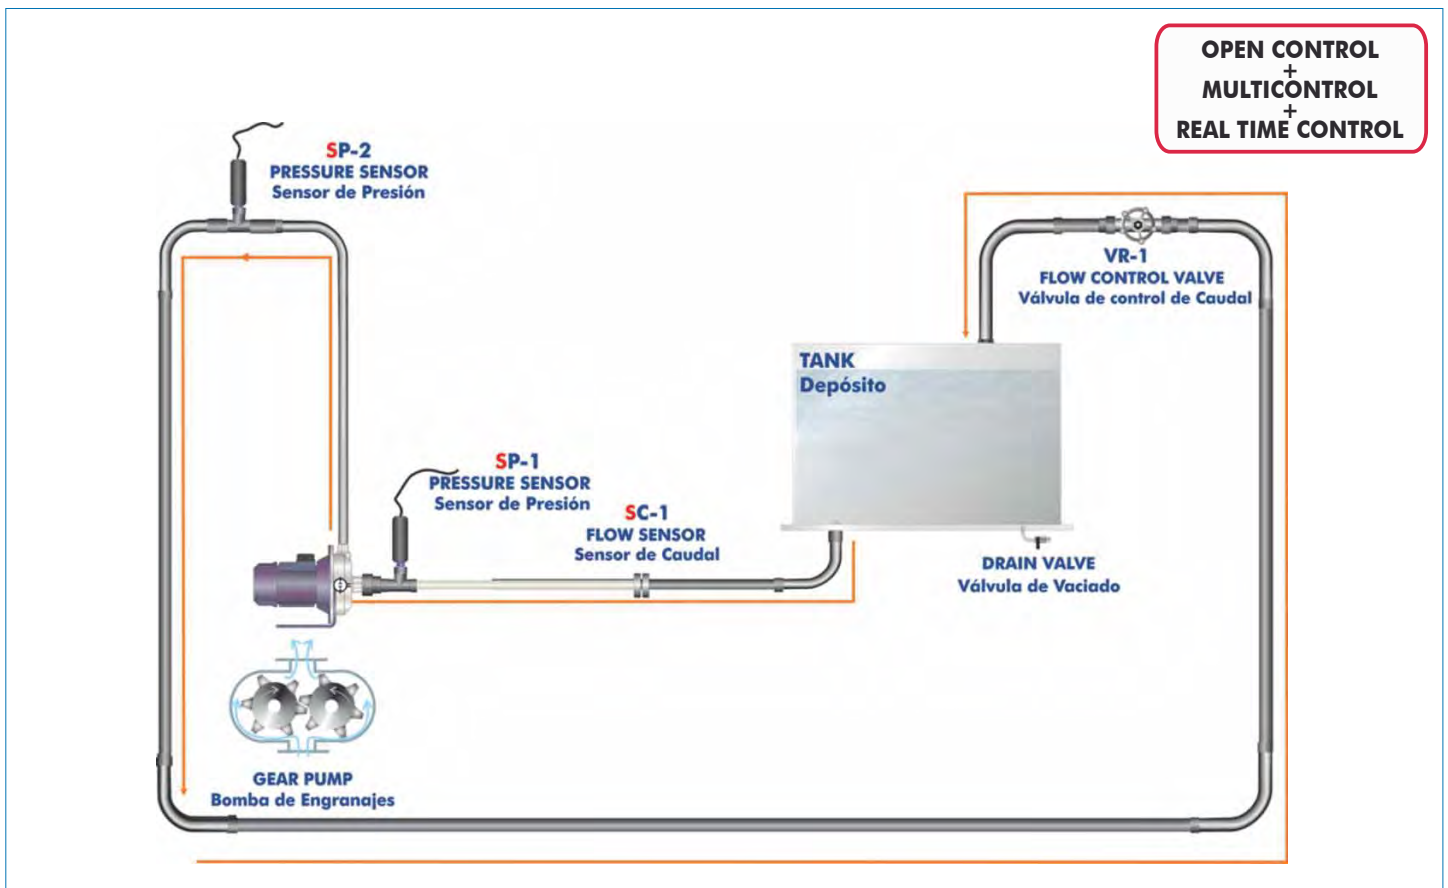 OPEN CONTROL
+
MULTICONTROL
+
REAL TIME CONTROL
SP-2
PRESSURE SENSOR
Sensor de Presión
VR-1
FLOW CONTROL VALVE
Válvula de control de Caudal
TANK
Depósito
SP-1
PRESSURE SENSOR
Sensor de Presión
SC-1
FLOW SENSOR
Sensor de Caudal
DRAIN VALVE
Válvula de Vaciado
GEAR PUMP
Bomba de Engranajes